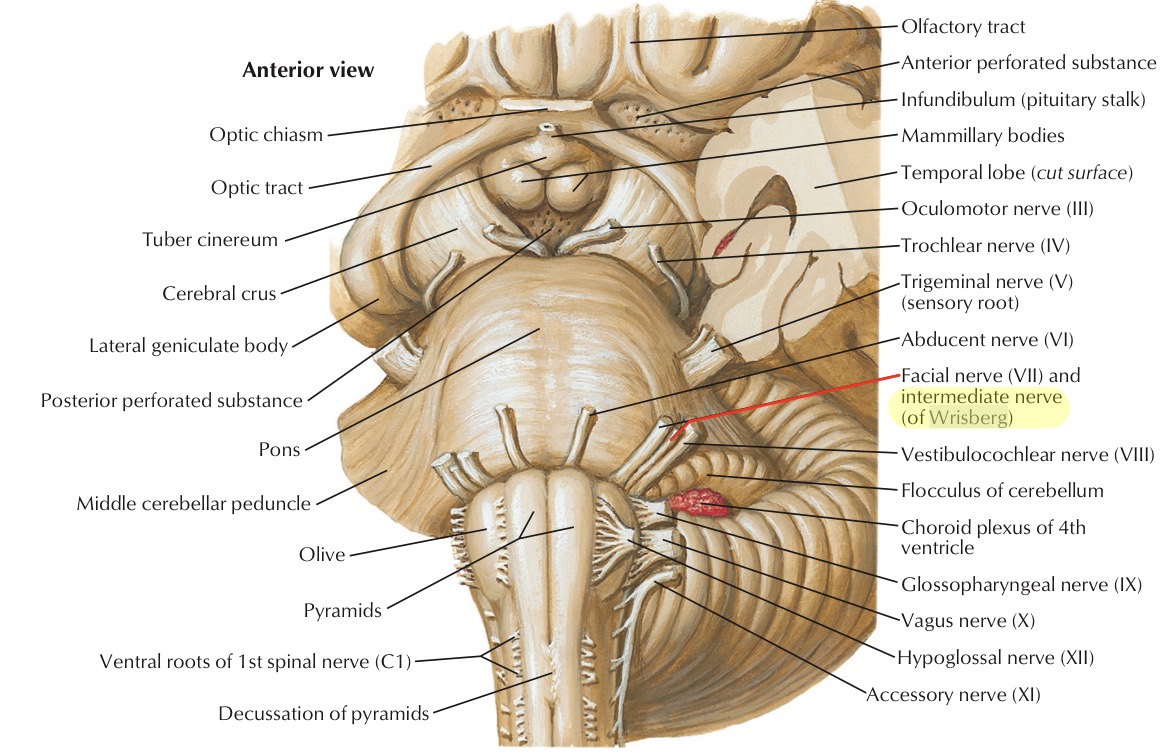 Anterior view
Optic chiasm
Optic tract
Tuber cinereum
Cerebral crus
Lateral geniculate body
Posterior perforated substance
Pons
Middle cerebellar peduncle
Olive
Pyramids
Ventral roots of 1st spinal nerve (C1)
Decussation of pyramids
Olfactory tract
Anterior perforated substance
Infundibulum (pituitary stalk)
Mammillary bodies
Temporal lobe (cut surface)
Oculomotor nerve (III)
Trochlear nerve (IV)
Trigeminal nerve (V)
(sensory root)
Abducent nerve (VI)
Facial nerve (VII) and
intermediate nerve
(of Wrisberg)
Vestibulocochlear nerve (VIII)
Flocculus of cerebellum
Choroid plexus of 4th
ventricle
Glossopharyngeal nerve (IX)
Vagus nerve (X)
Hypoglossal nerve (XII)
Accessory nerve (XI)